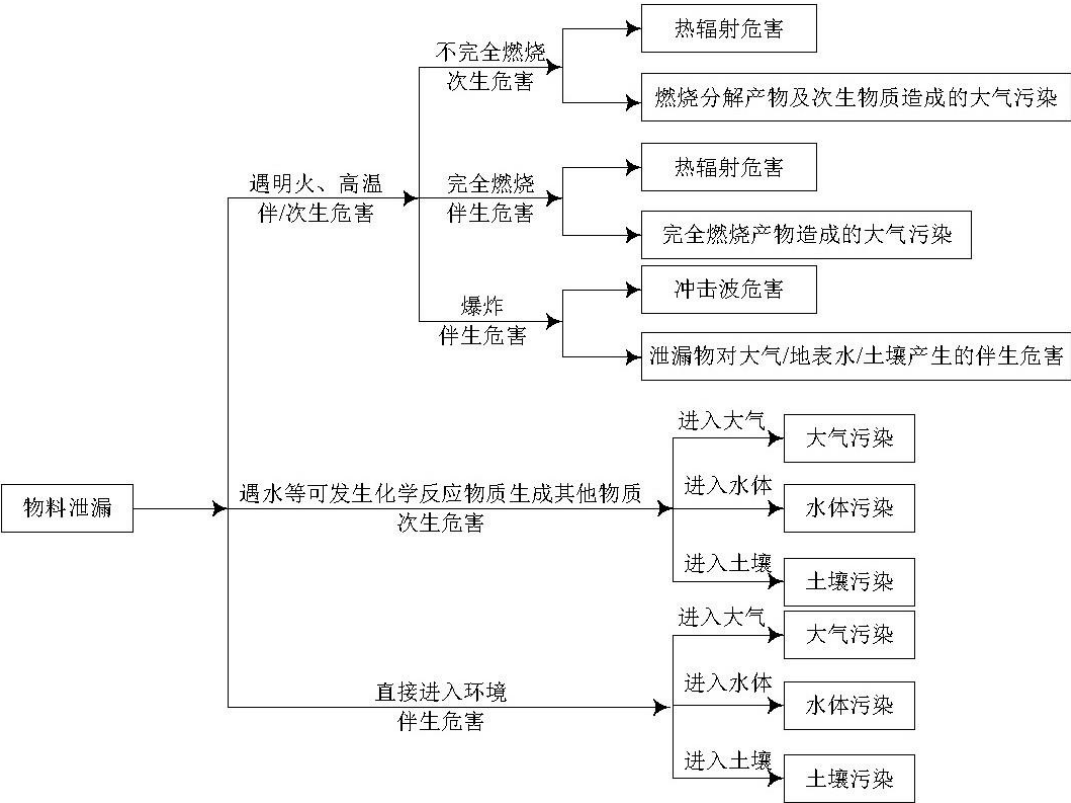 热辐射危害
不完全燃烧
次生危害
燃烧分解产物及次生物质造成的大气污染
热辐射危害
遇明火、高温
伴/次生危害
完全燃烧
伴生危害
完全燃烧产物造成的大气污染
冲击波危害
爆炸
伴生危害
泄漏物对大气/地表水/土壤产生的伴生危害
进入大气
大气污染
物料泄漏
遇水等可发生化学反应物质生成其他物质
次生危害
进入水体
水体污染
进入土壤
土壤污染
进入大气
大气污染
直接进入环境
伴生危害
进入水体
水体污染
进入土壤
土壤污染